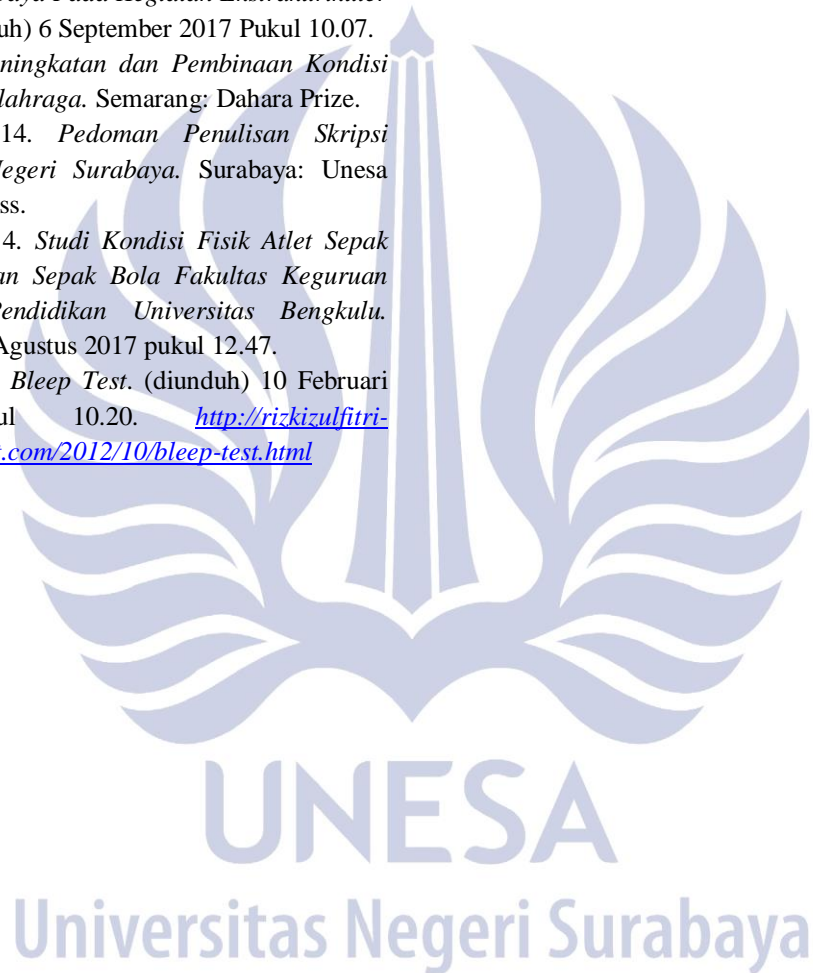 uh) 6 September 2017 Pukul 10.07.
ningkatan dan Pembinaan Kondisi
lahraga. Semarang: Dahara Prize.
14. Pedoman Penulisan Skripsi
egeri Surabaya. Surabaya: Unesa
ss.
4. Studi Kondisi Fisik Atlet Sepak
an Sepak Bola Fakultas Keguruan
Pendidikan Universitas Bengkulu.
Agustus 2017 pukul 12.47.
Bleep Test. (diunduh) 10 Februari
ul 10.20. http://rizkizulfitri-
t.com/2012/10/bleep-test.html
UNESA
Universitas Negeri Surabaya